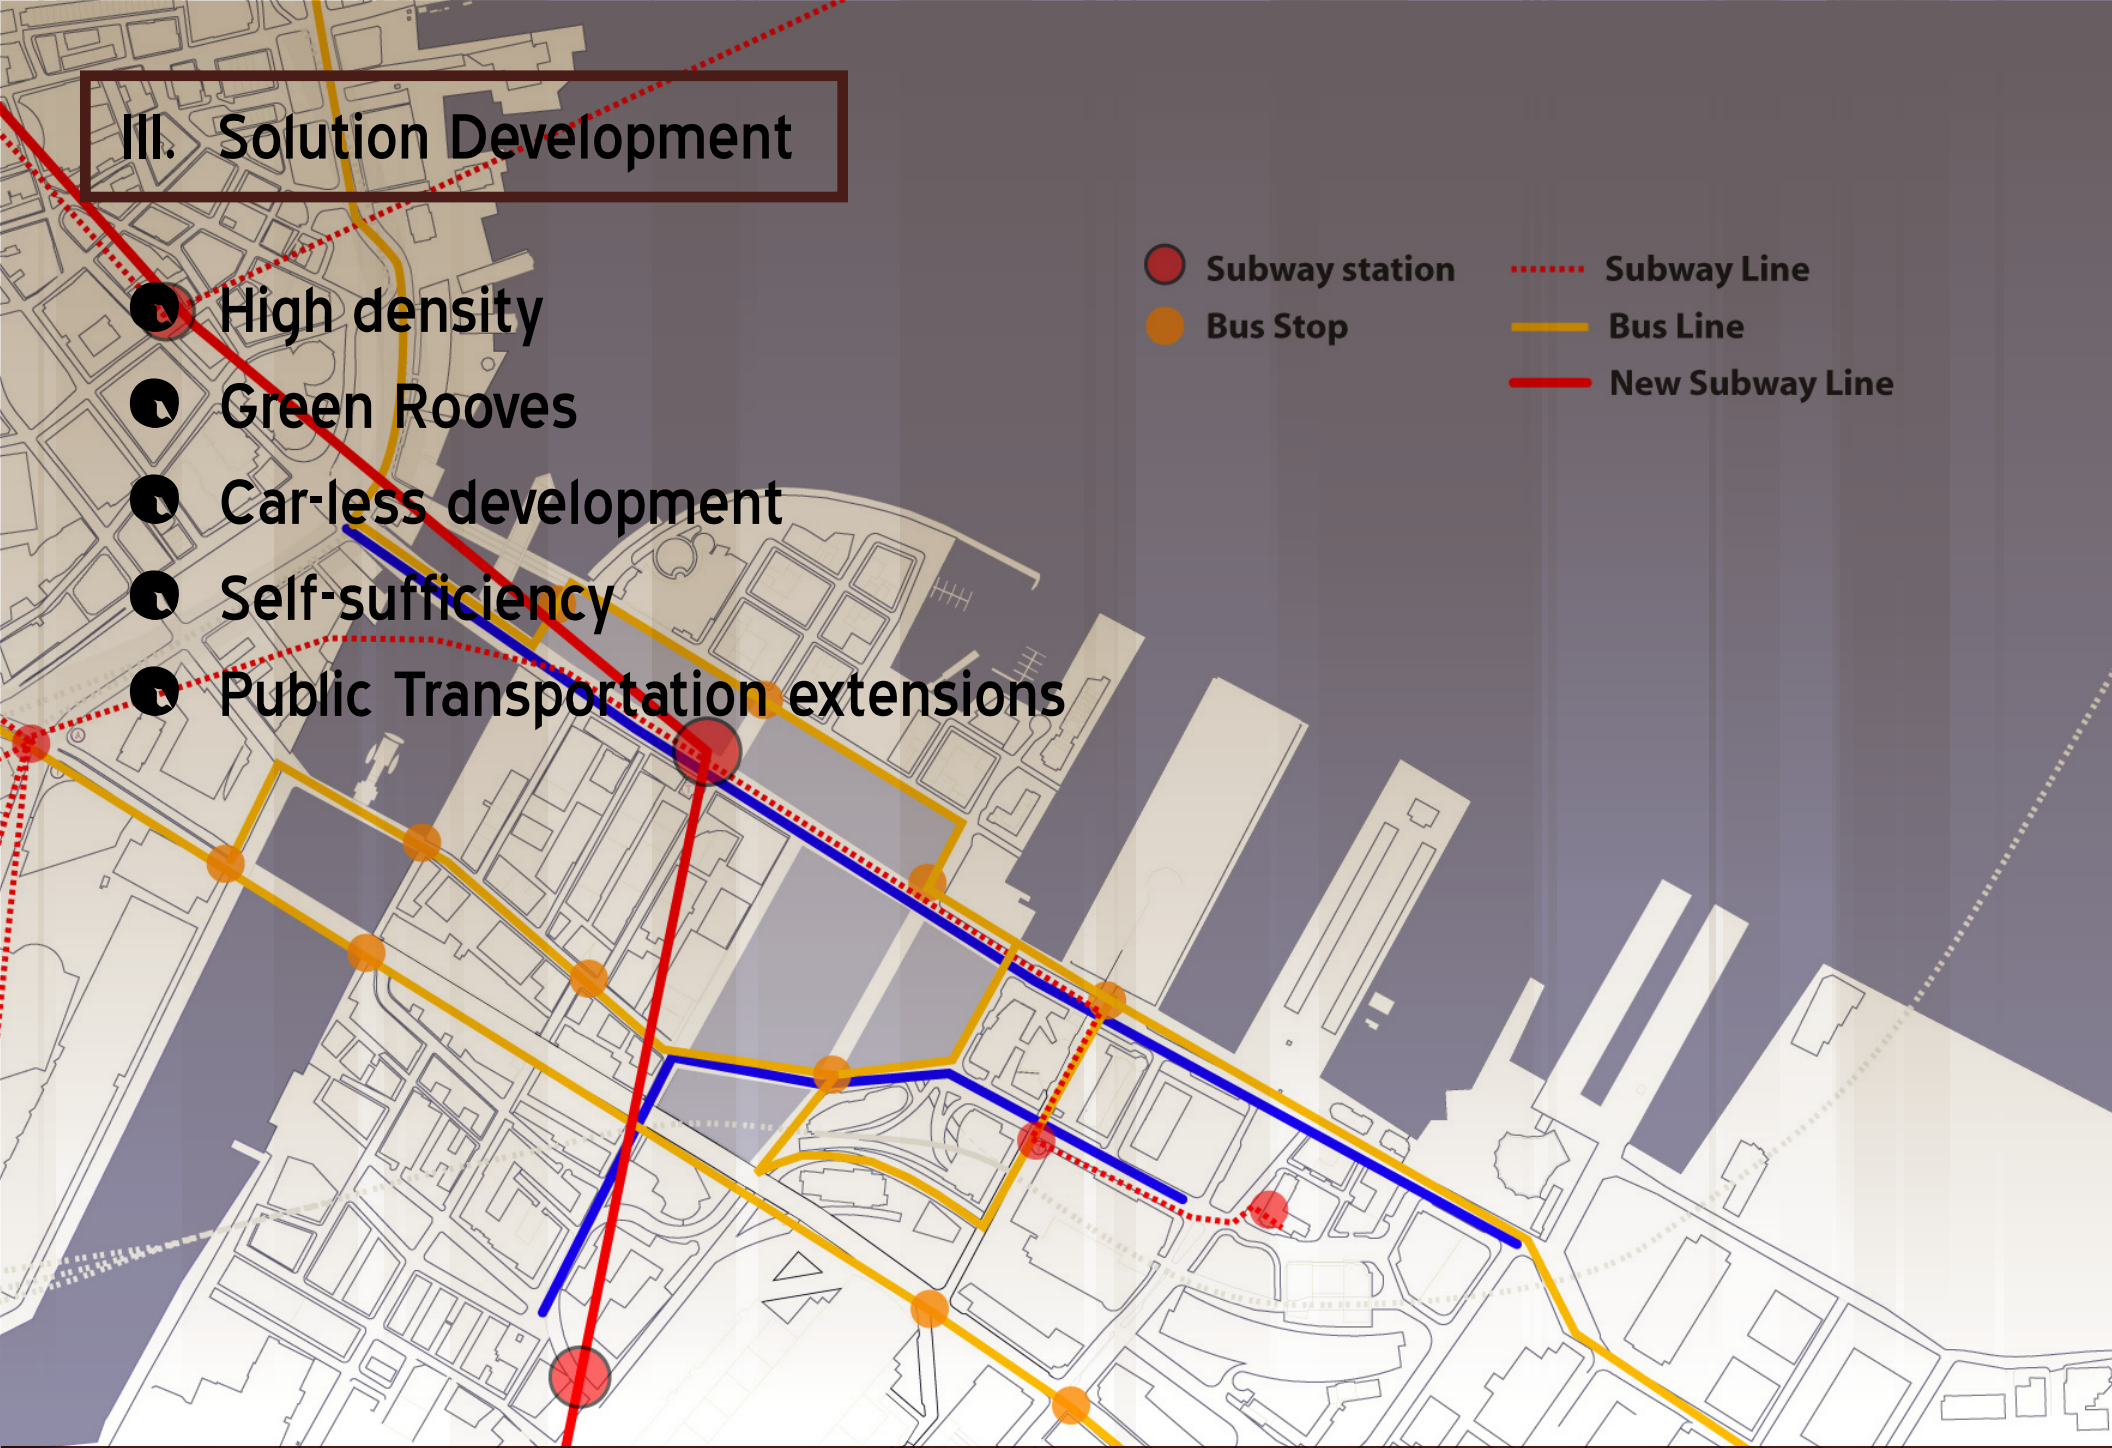 III. Solution Development
Subway station
Subway Line
Bus Stop
Bus Line
New Subway Line
High density
Green Rooves
Car-less development
Self-sufficiency
Public Transportation extensions